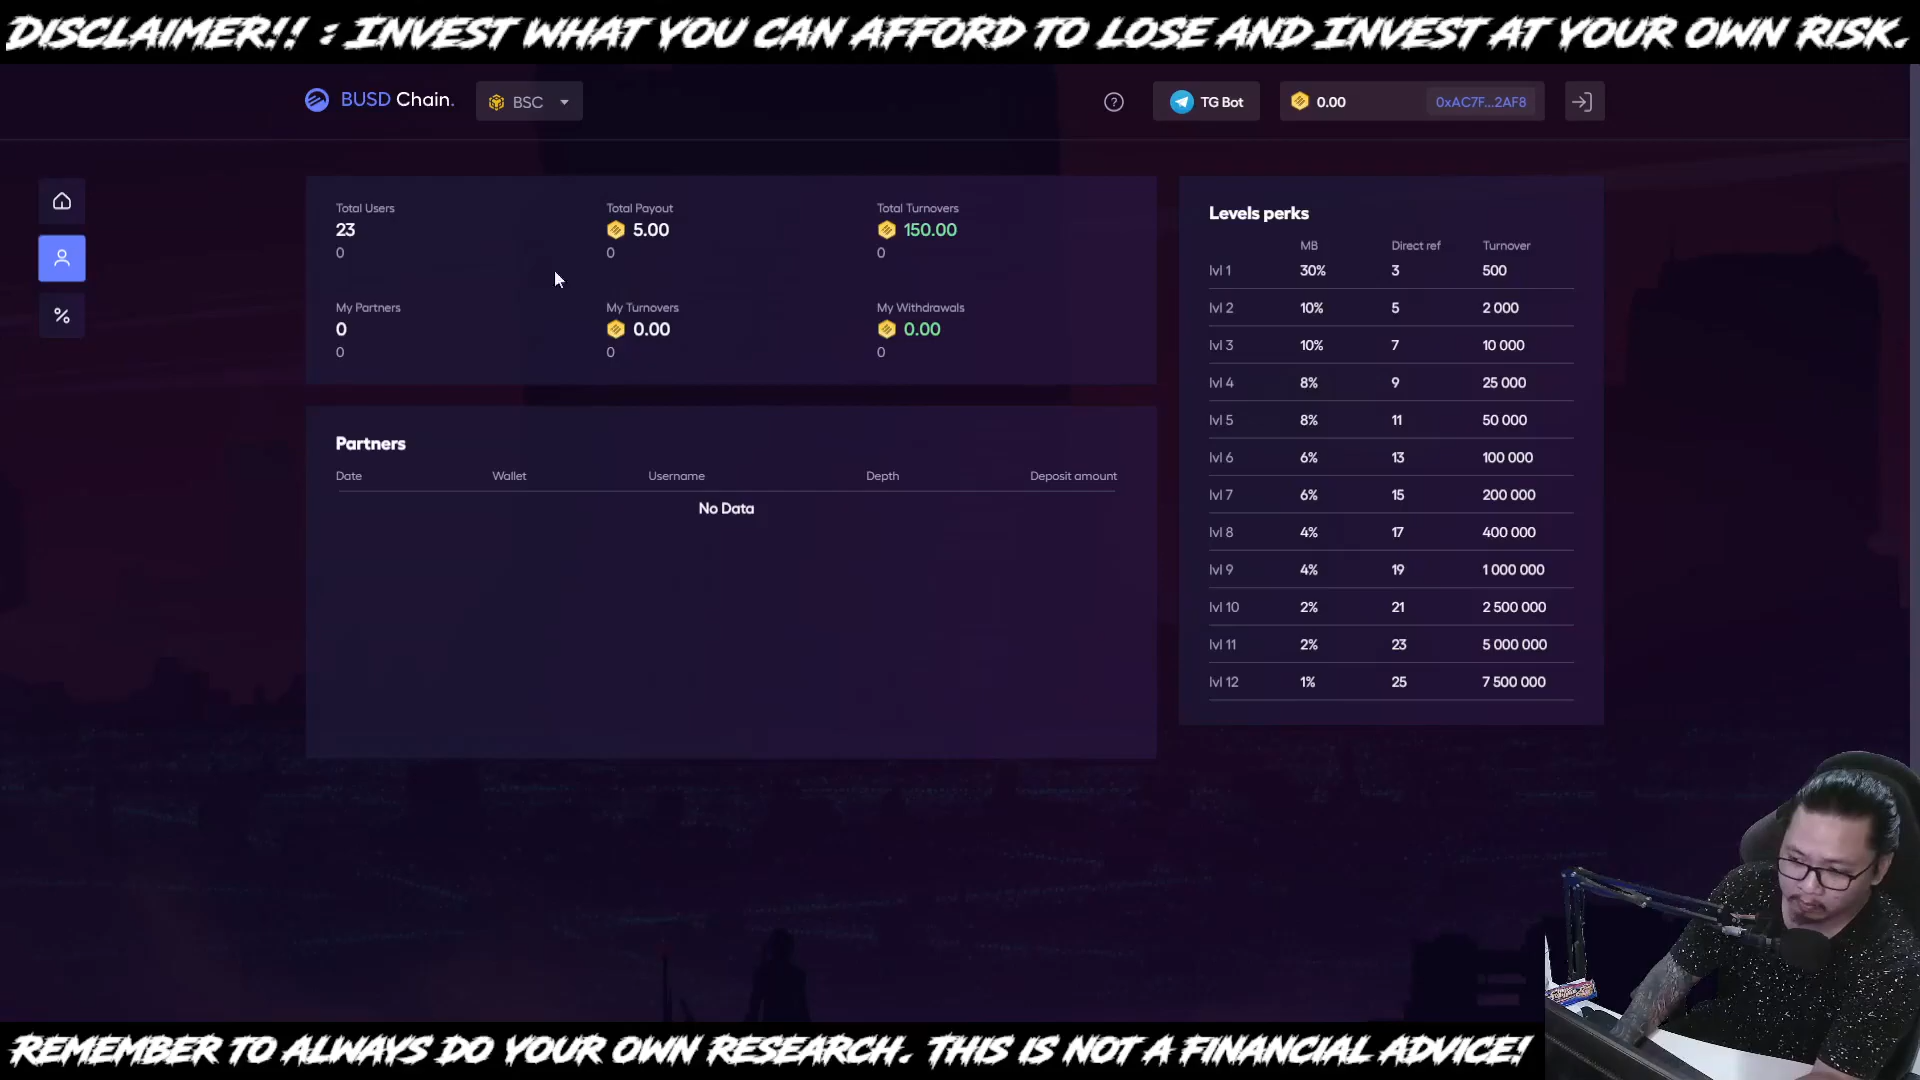 DISCLAIMER!! : INVEST WHAT YOU CAN AFFORD TO LOSE AND INVEST AT YOUR OWN RISK.
BUSD Chain.
BSC
?
TG Bot
0.00
0xAC7F...2AF8
Total Users
Total Payout
Total Turnovers
23
5.00
150.00
0
0
0
My Partners
My Turnovers
My Withdrawals
0
0.00
0.00
0
0
0
Partners
Date Wallet Username Depth Deposit amount
No Data
Levels perks
MB Direct ref Turnover
lvl 1 30% 3 500
lvl 2 10% 5 2 000
lvl 3 10% 7 10 000
lvl 4 8% 9 25 000
lvl 5 8% 11 50 000
lvl 6 6% 13 100 000
lvl 7 6% 15 200 000
lvl 8 4% 17 400 000
lvl 9 4% 19 1 000 000
lvl 10 2% 21 2 500 000
lvl 11 2% 23 5 000 000
lvl 12 1% 25 7 500 000
REMEMBER TO ALWAYS DO YOUR OWN RESEARCH. THIS IS NOT A FINANCIAL ADVICE!